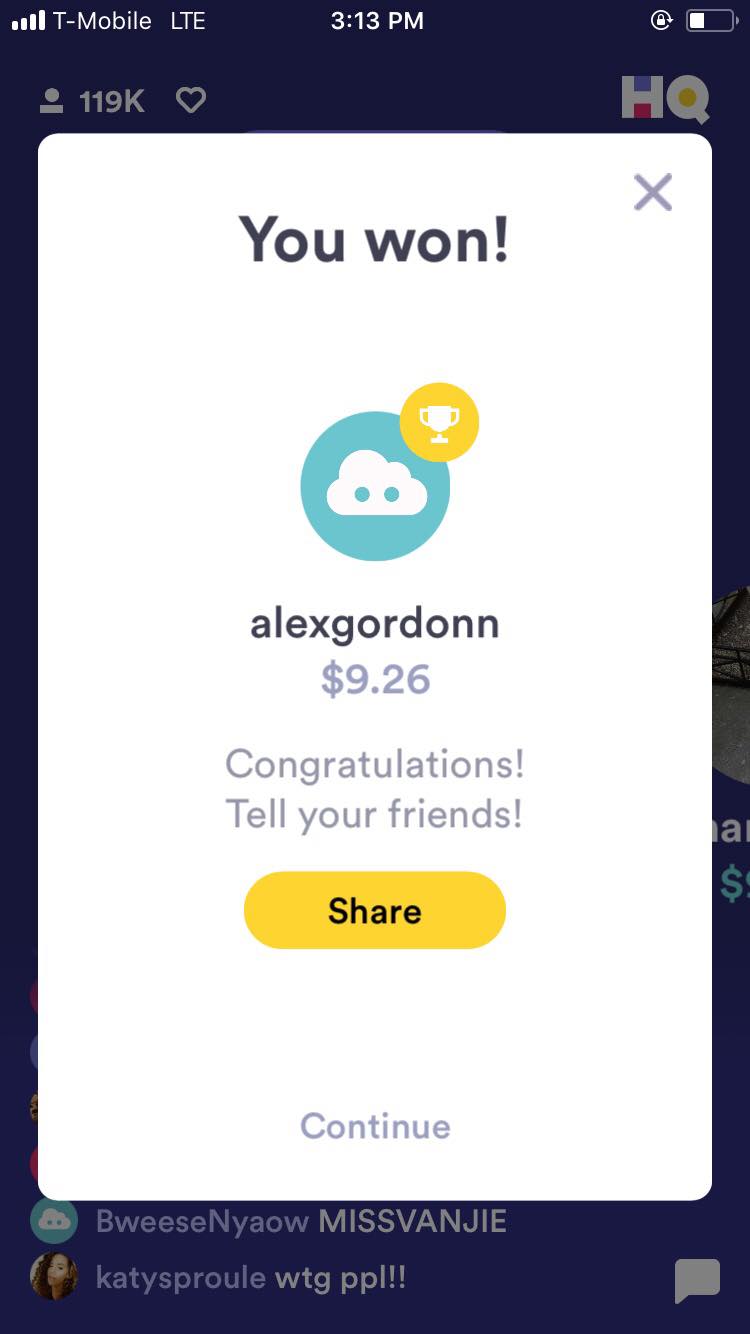 T-Mobile LTE 3:13 PM
119K HQ
You won!
alexgordonn
$9.26
Congratulations!
Tell your friends!
Share
Continue
BweeseNyaow MISSVANJIE
katysproule wtg ppl!!